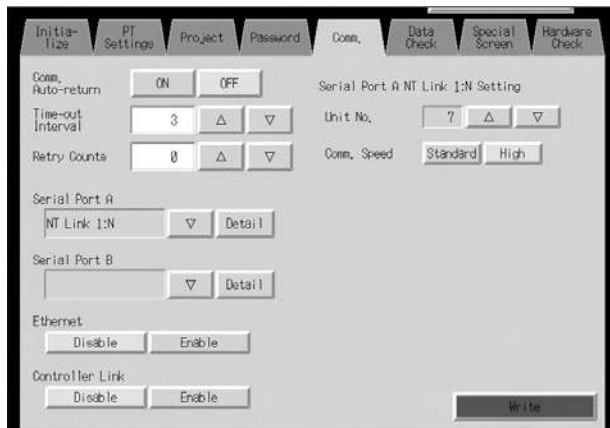 Initia-
lize
PT
Settings
Project
Password
Comm.
Data
Check
Special
Screen
Hardware
Check
Comm.
Auto-return
ON
OFF
Time-out
Interval
3
Retry Counts
0
Serial Port A
NT Link 1:N
Detail
Serial Port B
Detail
Ethernet
Disable
Enable
Controller Link
Disable
Enable
Serial Port A NT Link 1:N Setting
Unit No.
7
Comm. Speed
Standard
High
Write